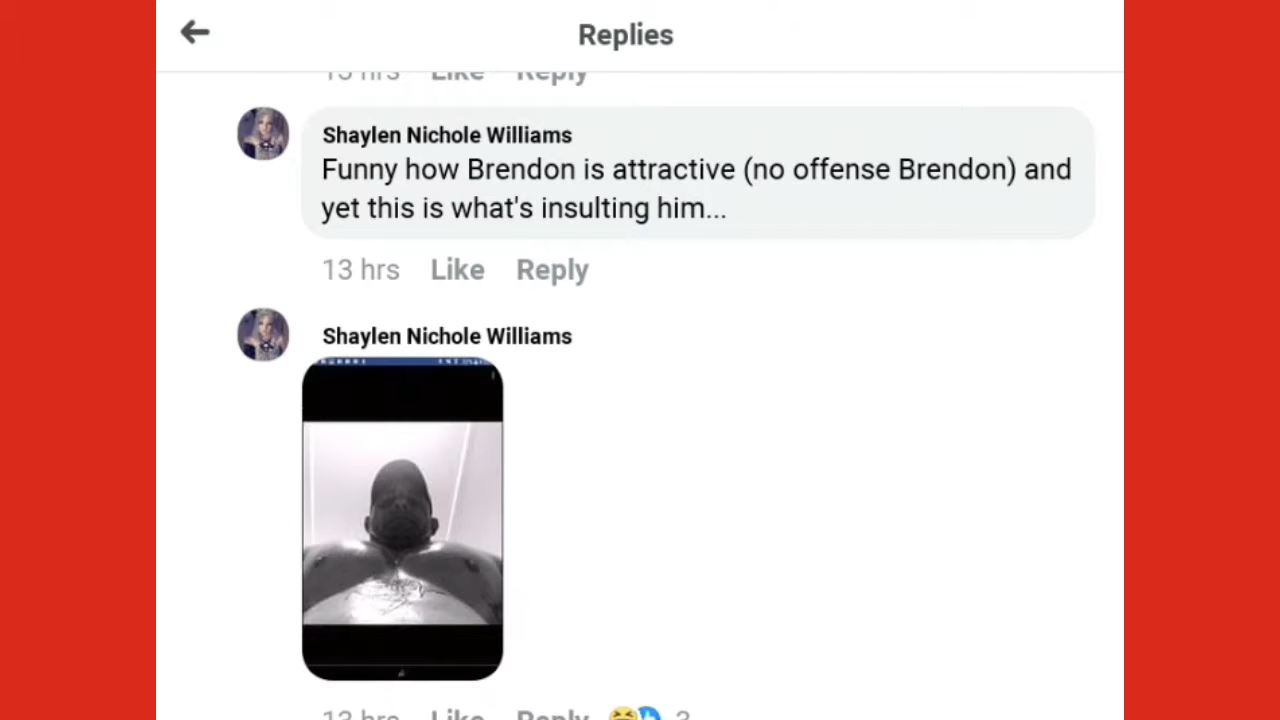 Replies
13 hrs Like Reply
Shaylen Nichole Williams
Funny how Brendon is attractive (no offense Brendon) and
yet this is what's insulting him...
13 hrs Like Reply
Shaylen Nichole Williams
13 hrs Like Reply 3